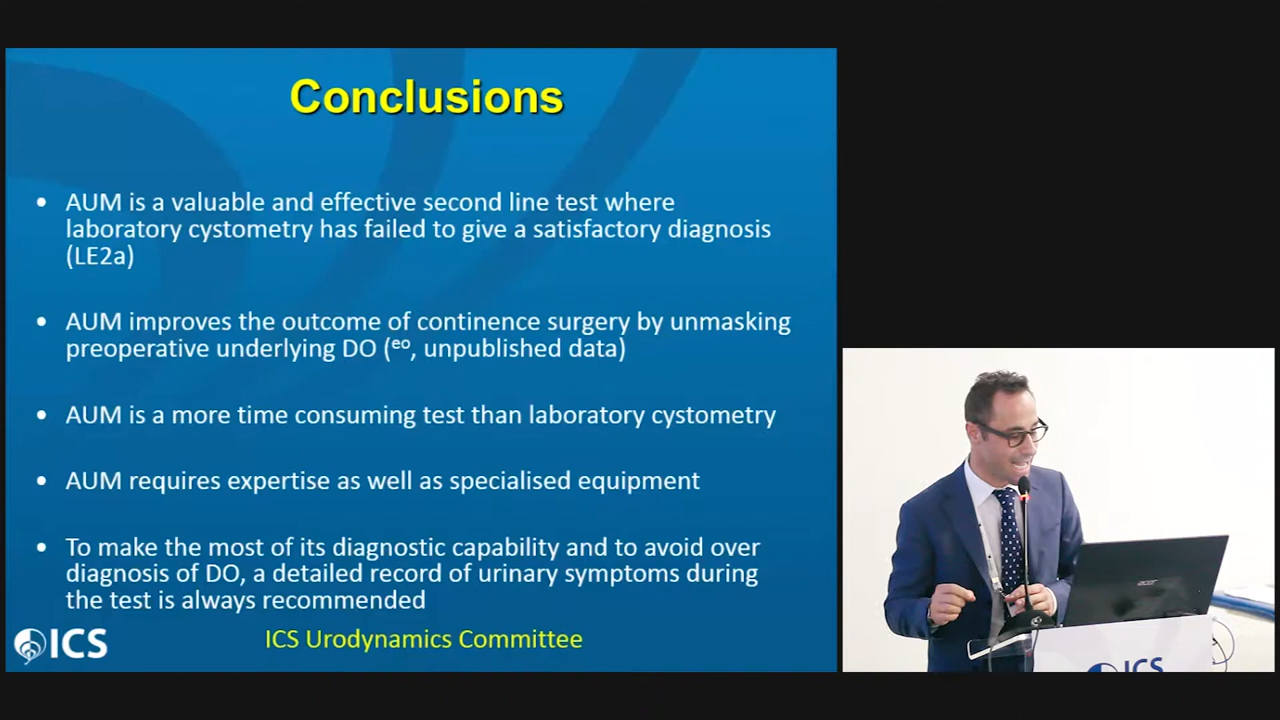 Conclusions
• AUM is a valuable and effective second line test where
laboratory cystometry has failed to give a satisfactory diagnosis
(LE2a)
• AUM improves the outcome of continence surgery by unmasking
preoperative underlying DO (ᵉᵒ, unpublished data)
• AUM is a more time consuming test than laboratory cystometry
• AUM requires expertise as well as specialised equipment
• To make the most of its diagnostic capability and to avoid over
diagnosis of DO, a detailed record of urinary symptoms during
the test is always recommended
ICS
ICS Urodynamics Committee
acer
ICS